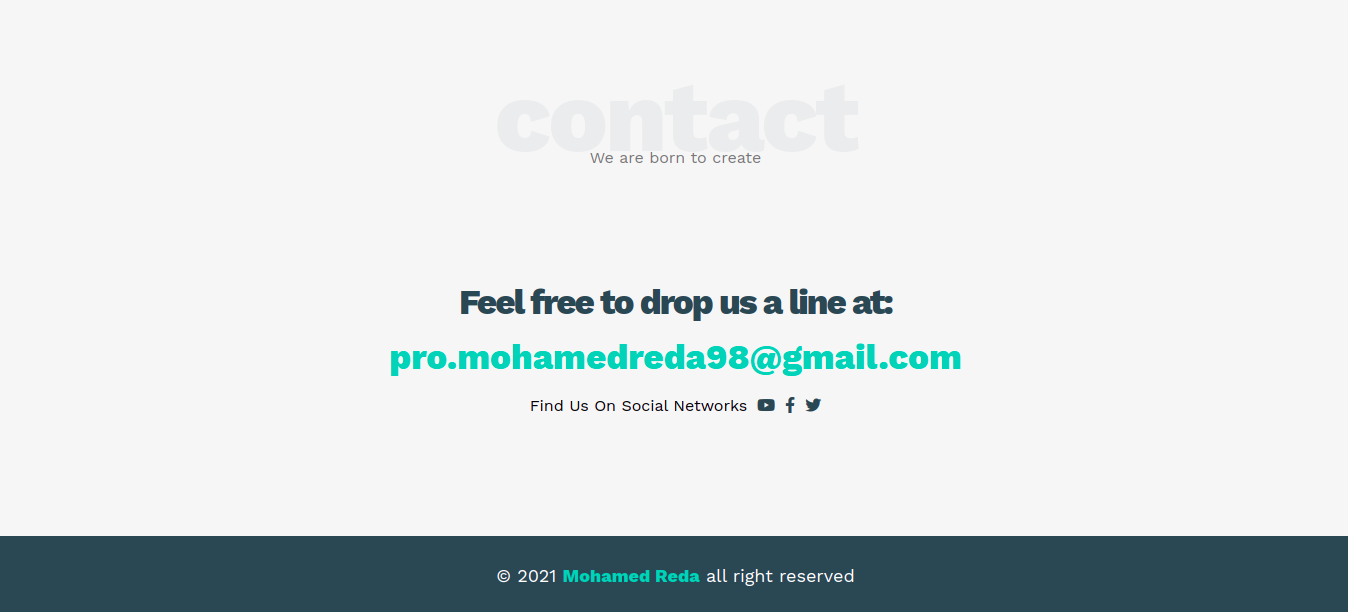 contact
We are born to create
Feel free to drop us a line at:
pro.mohamedreda98@gmail.com
Find Us On Social Networks
© 2021 Mohamed Reda all right reserved